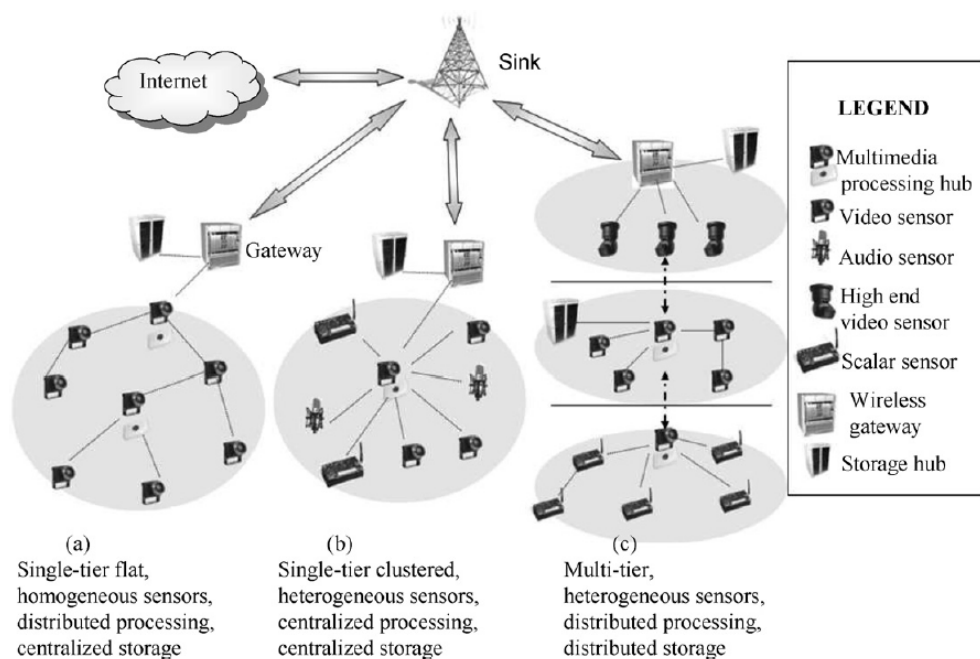 Internet
Sink
Gateway
LEGEND
Multimedia
processing hub
Video sensor
Audio sensor
High end
video sensor
Scalar sensor
Wireless
gateway
Storage hub
(a)
Single-tier flat,
homogeneous sensors,
distributed processing,
centralized storage
(b)
Single-tier clustered,
heterogeneous sensors,
centralized processing,
centralized storage
(c)
Multi-tier,
heterogeneous sensors,
distributed processing,
distributed storage